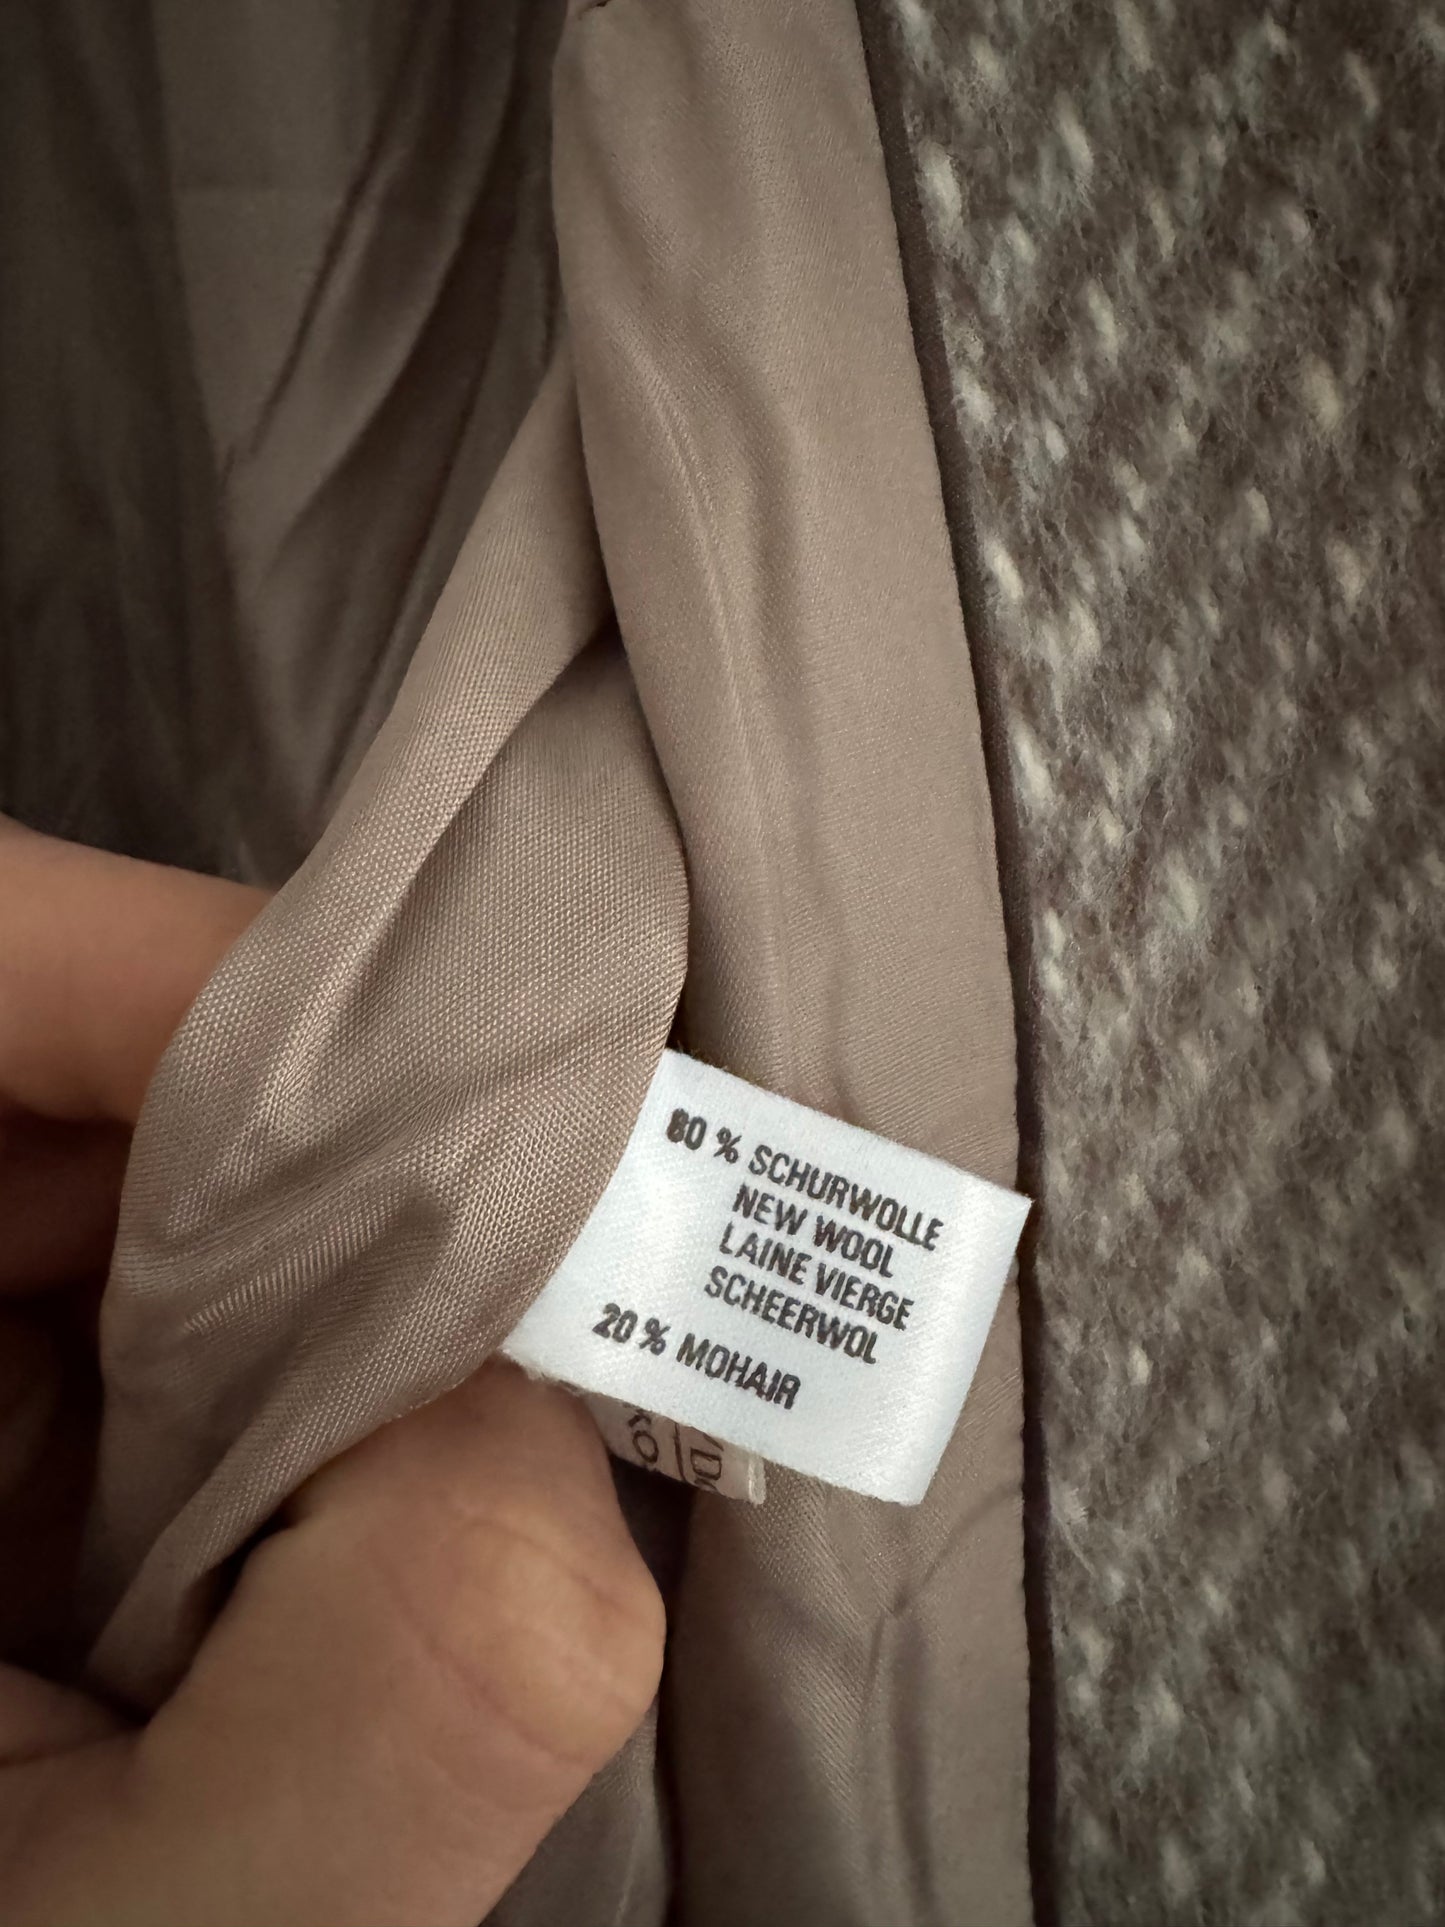 80 % SCHURWOLLE
NEW WOOL
LAINE VIERGE
SCHEERWOL
20 % MOHAIR